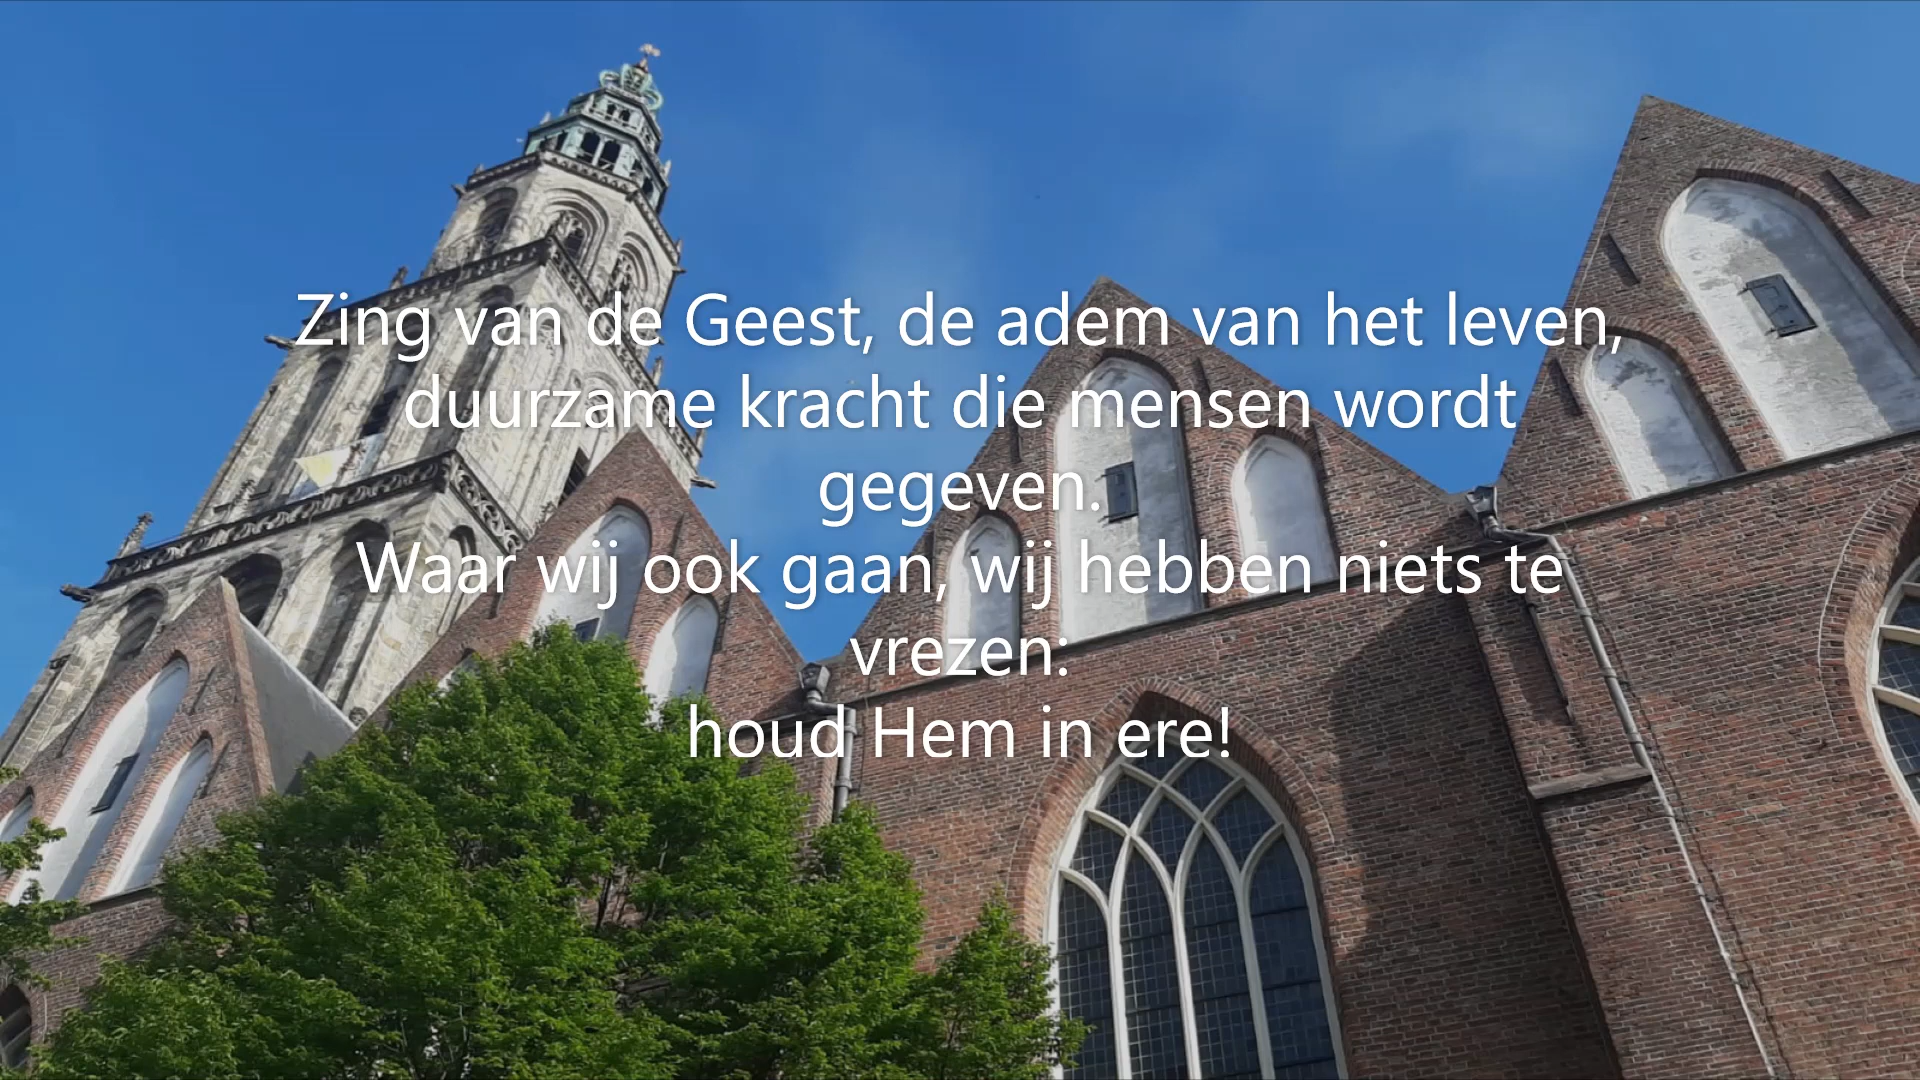 Zing van de Geest, de adem van het leven,
duurzame kracht die mensen wordt
gegeven.
Waar wij ook gaan, wij hebben niets te
vrezen:
houd Hem in ere!